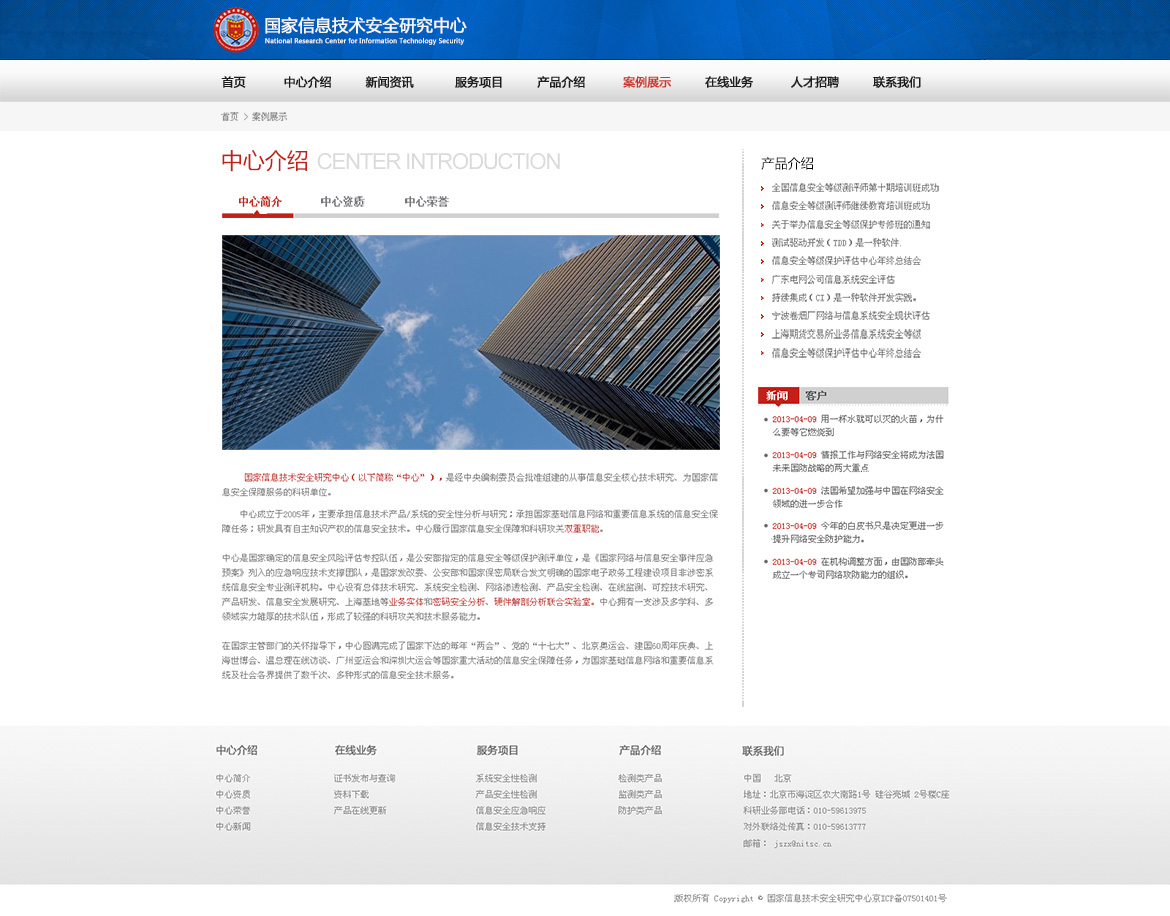 国家信息技术安全研究中心
National Research Center for Information Technology Security
首页 中心介绍 新闻资讯 服务项目 产品介绍 案例展示 在线业务 人才招聘 联系我们
首页 > 案例展示
中心介绍 CENTER INTRODUCTION
中心简介 中心资质 中心荣誉
国家信息技术安全研究中心(以下简称“中心”),是经中央编制委员会批准组建的从事信息安全核心技术研究、为国家信
息安全保障服务的科研单位。
中心成立于2005年,主要承担信息技术产品/系统的安全性分析与研究;承担国家基础信息网络和重要信息系统的信息安全保
障任务;研发具有自主知识产权的信息安全技术。中心履行国家信息安全保障和科研攻关双重职能。
中心是国家确定的信息安全风险评估专控队伍,是公安部指定的信息安全等级保护测评单位,是《国家网络与信息安全事件应急
预案》列入的应急响应技术支撑团队,是国家发改委、公安部和国家保密局联合发文明确的国家电子政务工程建设项目非涉密系
统信息安全专业测评机构。中心设有总体技术研究、系统安全检测、网络渗透检测、产品安全检测、在线监测、可控技术研究、
产品研发、信息安全发展研究、上海基地等业务实体和密码安全分析、硬件解剖分析联合实验室。中心拥有一支涉及多学科、多
领域实力雄厚的技术队伍,形成了较强的科研攻关和技术服务能力。
在国家主管部门的关怀指导下,中心圆满完成了国家下达的每年“两会”、党的“十七大”、北京奥运会、建国60周年庆典、上
海世博会、温总理在线访谈、广州亚运会和深圳大运会等国家重大活动的信息安全保障任务,为国家基础信息网络和重要信息系
统及社会各界提供了数千次、多种形式的信息安全技术服务。
产品介绍
全国信息安全等级测评师第十期培训班成功
信息安全等级测评师继续教育培训班成功
关于举办信息安全等级保护专修班的通知
测试驱动开发(TDD)是一种软件
信息安全等级保护评估中心年终总结会
广东电网公司信息系统安全评估
持续集成(CI)是一种软件开发实践。
宁波卷烟厂网络与信息系统安全现状评估
上海期货交易所业务信息系统安全等级
信息安全等级保护评估中心年终总结会
新闻 客户
2013-04-09 用一杯水就可以灭的火苗,为什
么要等它燃烧到
2013-04-09 情报工作与网络安全将成为法国
未来国防战略的两大重点
2013-04-09 法国希望加强与中国在网络安全
领域的进一步合作
2013-04-09 今年的白皮书只是决定更进一步
提升网络安全防护能力。
2013-04-09 在机构调整方面,由国防部牵头
成立一个专司网络攻防能力的组织。
中心介绍
中心简介
中心资质
中心荣誉
中心新闻
在线业务
证书发布与查询
资料下载
产品在线更新
服务项目
系统安全性检测
产品安全性检测
信息安全应急响应
信息安全技术支持
产品介绍
检测类产品
监测类产品
防护类产品
联系我们
中国 北京
地址:北京市海淀区农大南路1号 硅谷亮城 2号楼C座
科研业务部电话:010-59613975
对外联络处传真:010-59613777
邮箱: jszx@nitsc.cn
版权所有 Copyright © 国家信息技术安全研究中心京ICP备07501401号